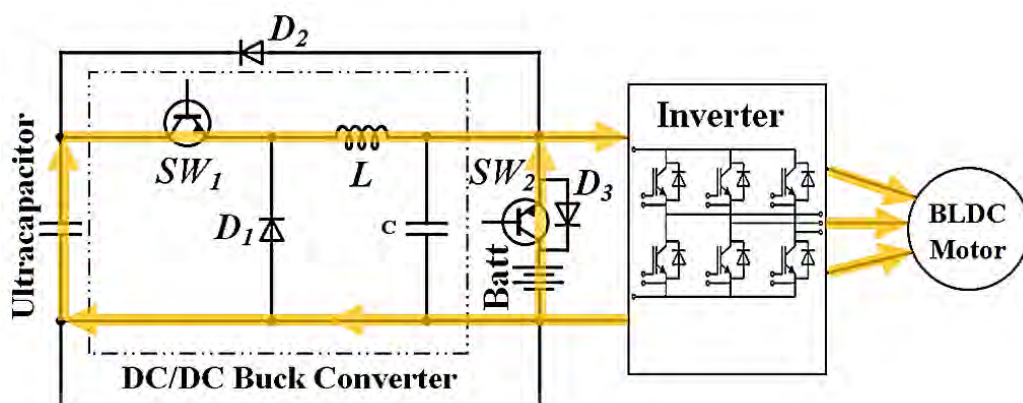 D2
SW1
L
SW2
D3
D1
C
Batt
Ultracapacitor
DC/DC Buck Converter
Inverter
BLDC
Motor